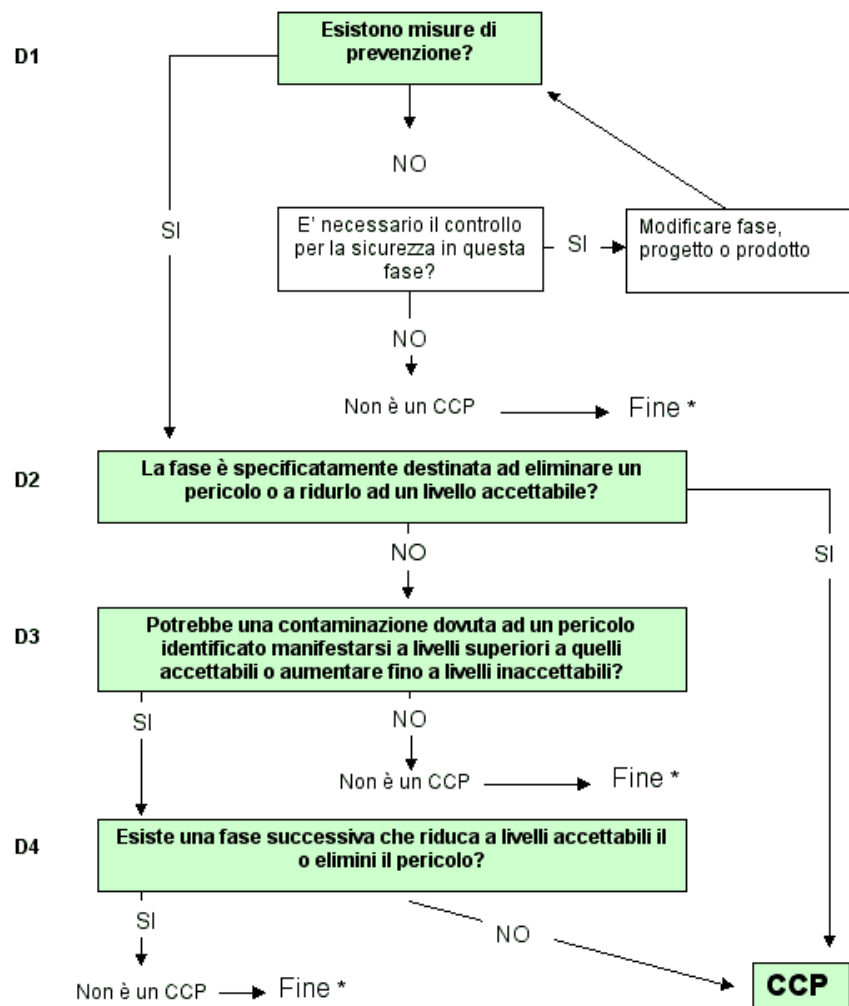 Esistono misure di
prevenzione?
D1
NO
SI
E' necessario il controllo
per la sicurezza in questa
fase?
SI
Modificare fase,
progetto o prodotto
NO
Non è un CCP
Fine *
D2
La fase è specificatamente destinata ad eliminare un
pericolo o a ridurlo ad un livello accettabile?
NO
SI
D3
Potrebbe una contaminazione dovuta ad un pericolo
identificato manifestarsi a livelli superiori a quelli
accettabili o aumentare fino a livelli inaccettabili?
SI
NO
Non è un CCP
Fine *
D4
Esiste una fase successiva che riduca a livelli accettabili il
o elimini il pericolo?
SI
NO
Non è un CCP
Fine *
CCP